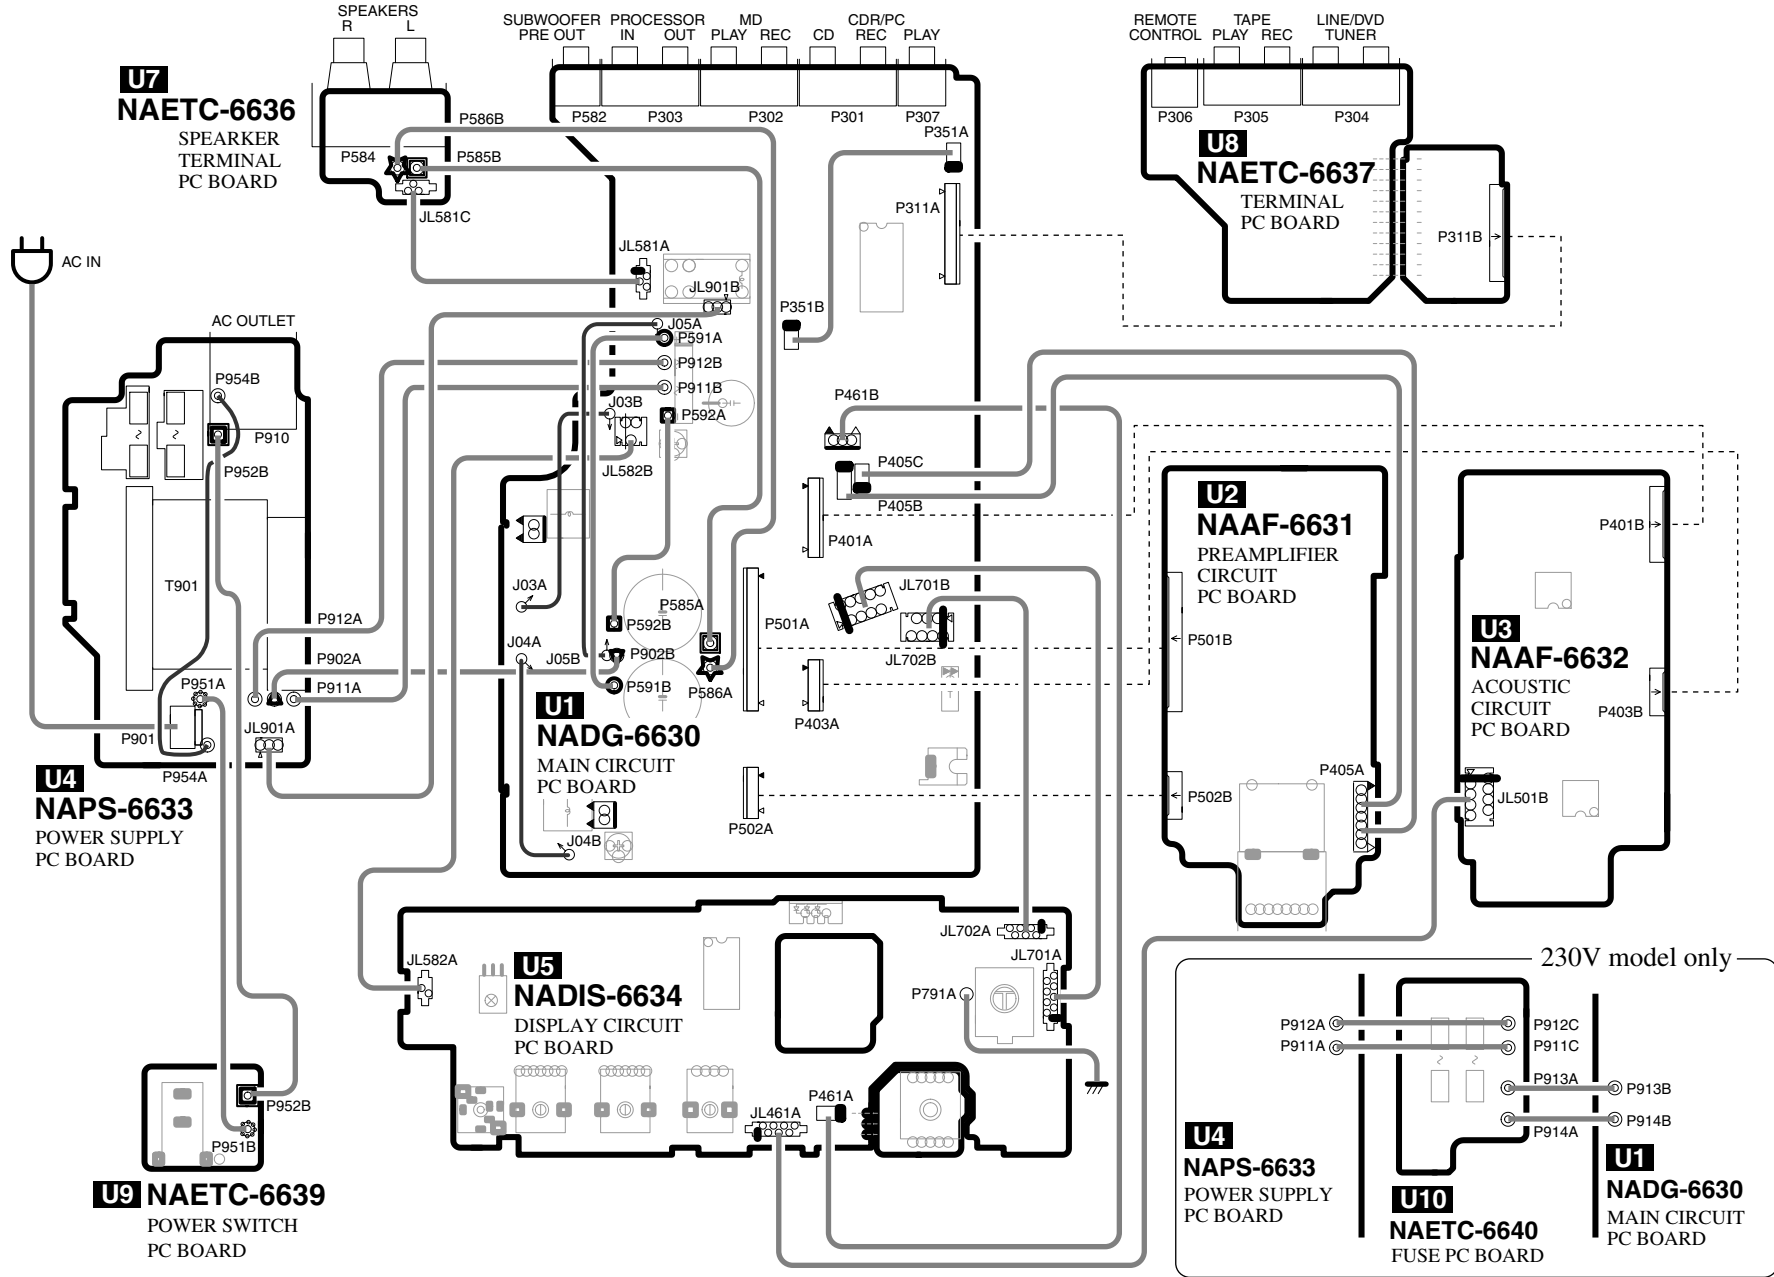 SPEAKERS
R L
SUBWOOFER PRE OUT
PROCESSOR IN OUT
MD PLAY REC
CD
CDR/PC REC PLAY
REMOTE CONTROL
TAPE PLAY REC
LINE/DVD TUNER
U7
NAETC-6636
SPEARKER
TERMINAL
PC BOARD
P584
P586B
P585B
JL581C
P582
P303
P302
P301
P307
P351A
P306
P305
P304
U8
NAETC-6637
TERMINAL
PC BOARD
P311B
AC IN
JL581A
JL901B
P311A
P351B
J05A
P591A
P912B
P911B
P592A
J03B
JL582B
P461B
P405C
P405B
P401A
AC OUTLET
P954B
P910
P952B
T901
P912A
P902A
P911A
P951A
P901
JL901A
P954A
U4
NAPS-6633
POWER SUPPLY
PC BOARD
J03A
J04A
J05B
P592B
P902B
P591B
P585A
P586A
P501A
P403A
JL701B
JL702B
U1
NADG-6630
MAIN CIRCUIT
PC BOARD
J04B
P502A
T
U2
NAAF-6631
PREAMPLIFIER
CIRCUIT
PC BOARD
P501B
P502B
P405A
U3
NAAF-6632
ACOUSTIC
CIRCUIT
PC BOARD
P401B
P403B
JL501B
JL582A
U5
NADIS-6634
DISPLAY CIRCUIT
PC BOARD
JL702A
JL701A
P791A
JL461A
P461A
P952B
P951B
U9
NAETC-6639
POWER SWITCH
PC BOARD
230V model only
P912A
P911A
P912C
P911C
P913A
P913B
P914A
P914B
U4
NAPS-6633
POWER SUPPLY
PC BOARD
U10
NAETC-6640
FUSE PC BOARD
U1
NADG-6630
MAIN CIRCUIT
PC BOARD